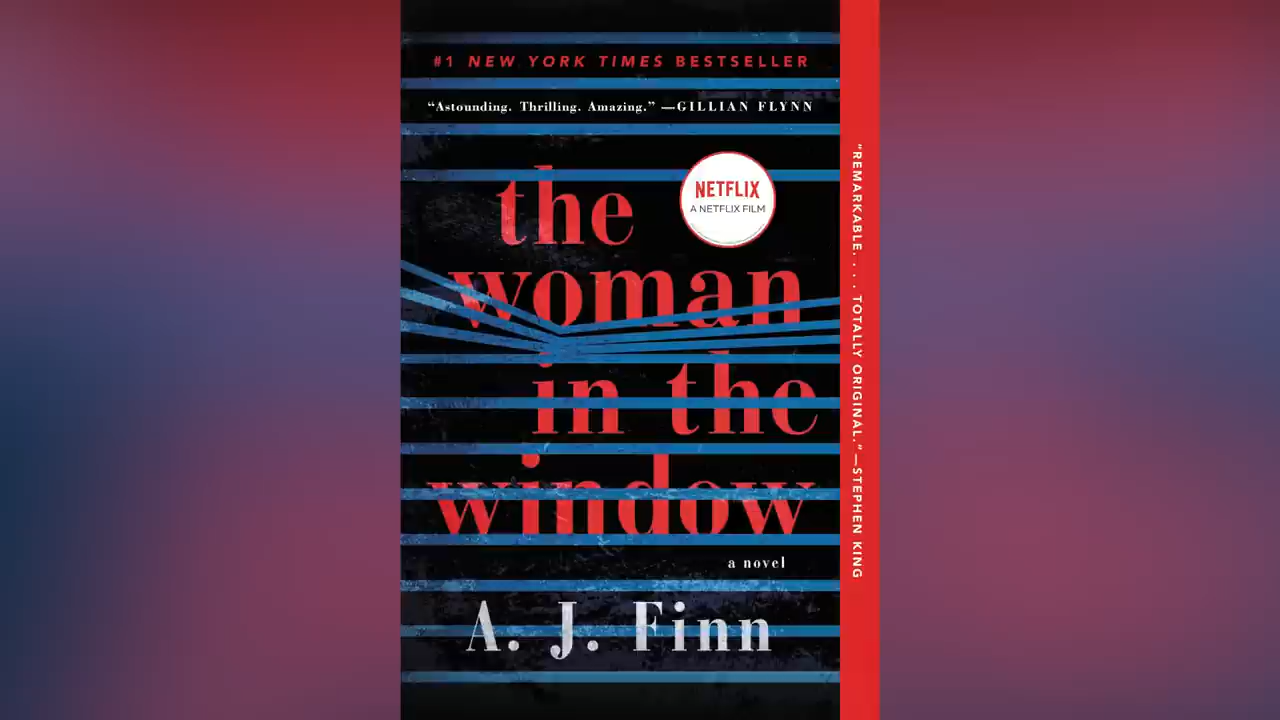 #1 NEW YORK TIMES BESTSELLER
“Astounding. Thrilling. Amazing.” —GILLIAN FLYNN
the
NETFLIX
A NETFLIX FILM
woman
in the
window
a novel
A. J. Finn
“REMARKABLE. . . . TOTALLY ORIGINAL.” —STEPHEN KING